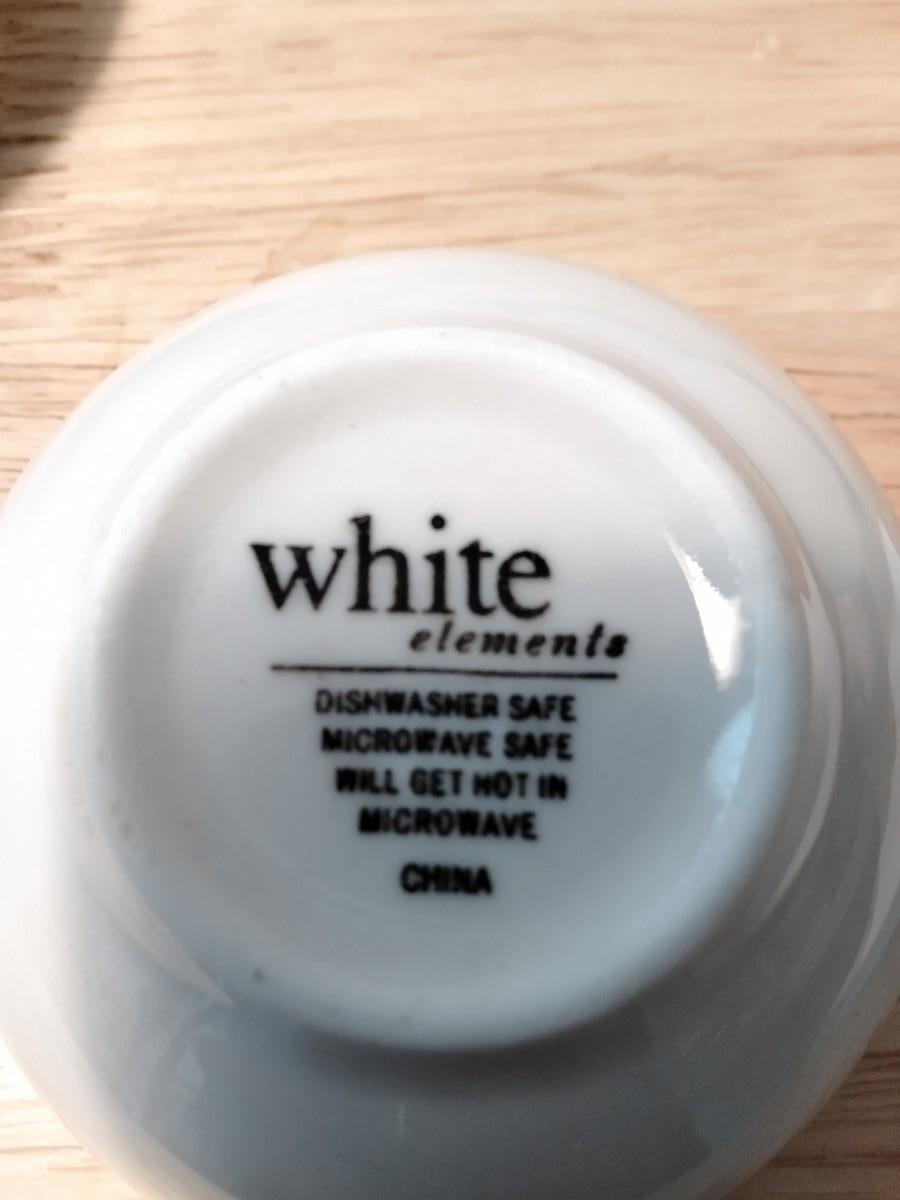 white
elements
DISHWASHER SAFE
MICROWAVE SAFE
WILL GET HOT IN
MICROWAVE
CHINA